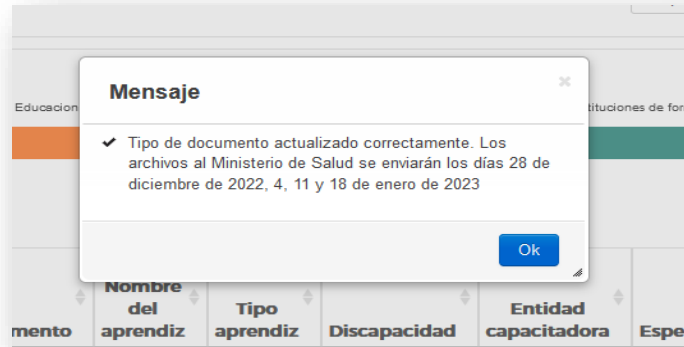 Mensaje
×
Educacion
tituciones de for
✔ Tipo de documento actualizado correctamente. Los
archivos al Ministerio de Salud se enviarán los días 28 de
diciembre de 2022, 4, 11 y 18 de enero de 2023
Ok
mento
Nombre
del
aprendiz
Tipo
aprendiz
Discapacidad
Entidad
capacitadora
Espe